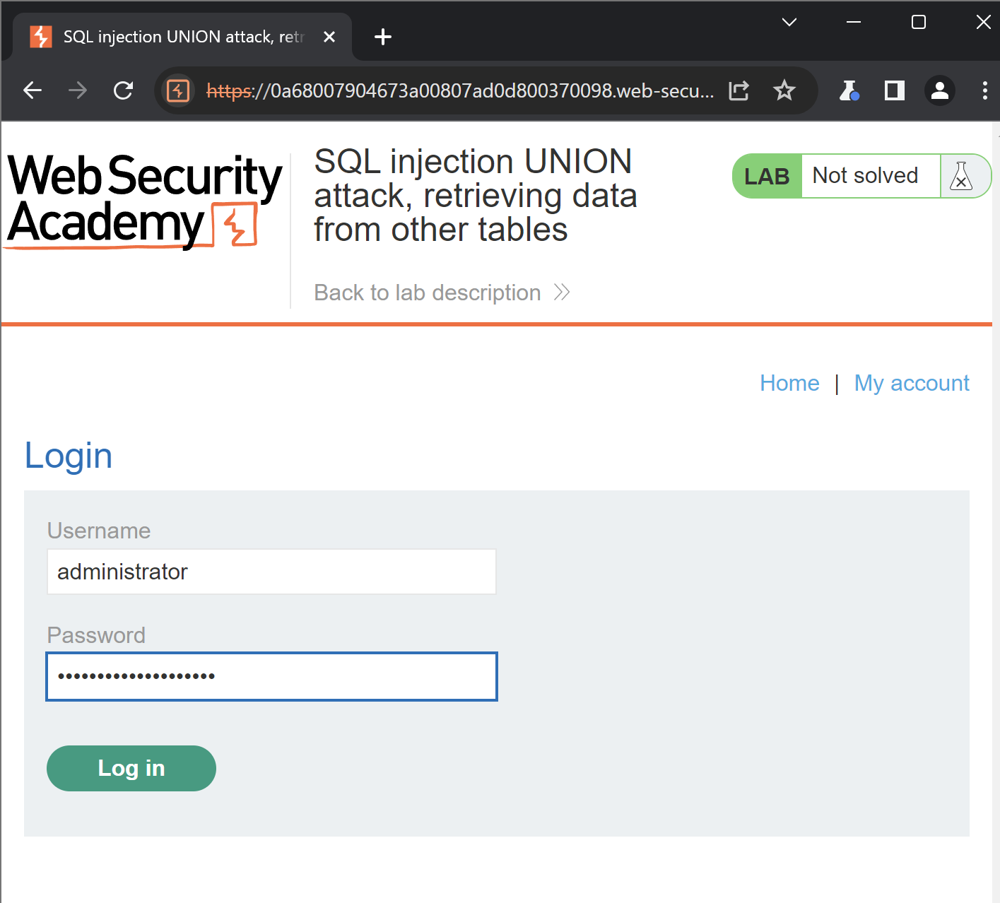 SQL injection UNION attack, retr
https://0a68007904673a00807ad0d800370098.web-secu...
Web Security
Academy
SQL injection UNION
attack, retrieving data
from other tables
LAB Not solved
Back to lab description
Home | My account
Login
Username
administrator
Password
••••••••••••••••••••
Log in